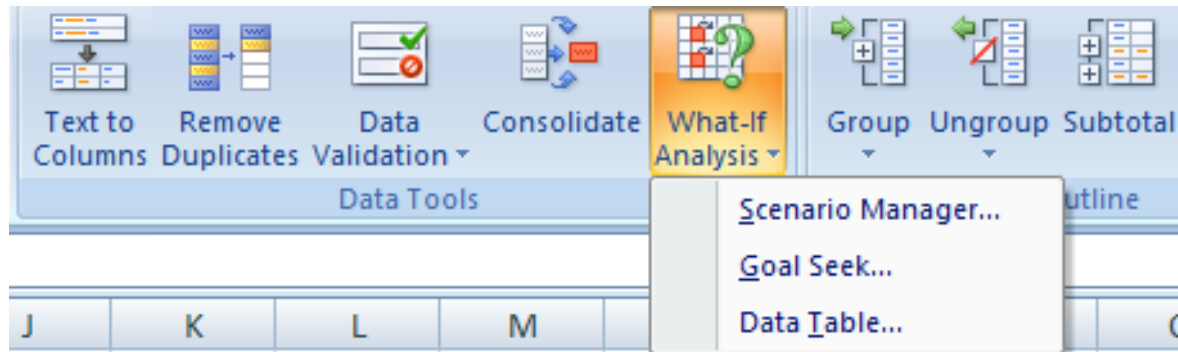 Text to Columns
Remove Duplicates
Data Validation
Consolidate
What-If Analysis
Group
Ungroup
Subtotal
Data Tools
utline
Scenario Manager...
Goal Seek...
Data Table...
J K L M